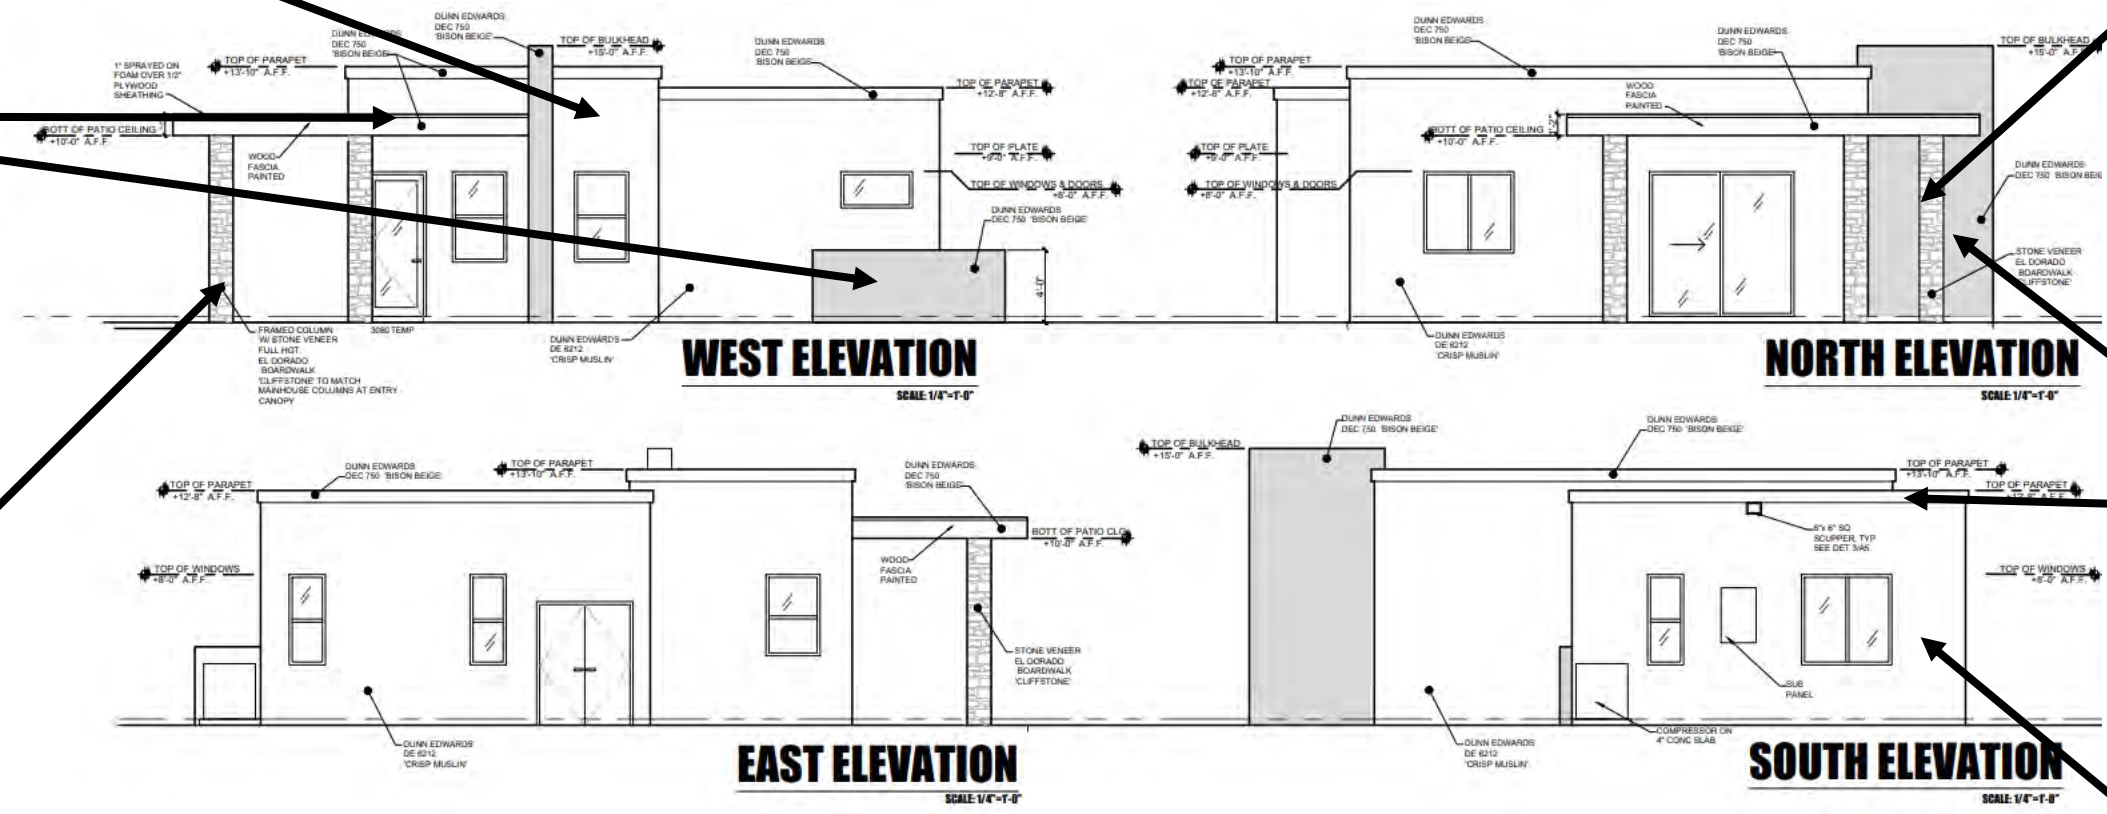 DUNN EDWARDS
DEC 750
'BISON BEIGE'
DUNN EDWARDS
DEC 750
'BISON BEIGE'
TOP OF BULKHEAD
+15'-0" A.F.F.
DUNN EDWARDS
DEC 750
'BISON BEIGE'
TOP OF PARAPET
+13'-10" A.F.F.
1" SPRAYED ON
FOAM OVER 1/2"
PLYWOOD
SHEATHING
TOP OF PARAPET
+12'-8" A.F.F.
BOTT OF PATIO CEILING
+10'-0" A.F.F.
WOOD
FASCIA
PAINTED
TOP OF PLATE
+9'-0" A.F.F.
TOP OF WINDOWS & DOORS
+8'-0" A.F.F.
DUNN EDWARDS
DEC 750 'BISON BEIGE'
4'-0"
FRAMED COLUMN
W/ STONE VENEER
FULL HGT.
EL DORADO
BOARDWALK
'CLIFFSTONE' TO MATCH
MAINHOUSE COLUMNS AT ENTRY
CANOPY
3080 TEMP
DUNN EDWARDS
DE 6212
'CRISP MUSLIN'
WEST ELEVATION
SCALE: 1/4"=1'-0"
DUNN EDWARDS
DEC 750
'BISON BEIGE'
DUNN EDWARDS
DEC 750
'BISON BEIGE'
TOP OF BULKHEAD
+15'-0" A.F.F.
TOP OF PARAPET
+13'-10" A.F.F.
TOP OF PARAPET
+12'-8" A.F.F.
WOOD
FASCIA
PAINTED
BOTT OF PATIO CEILING
+10'-0" A.F.F.
TOP OF PLATE
+9'-0" A.F.F.
TOP OF WINDOWS & DOORS
+8'-0" A.F.F.
DUNN EDWARDS
DEC 750 'BISON BEIG
STONE VENEER
EL DORADO
BOARDWALK
'CLIFFSTONE'
DUNN EDWARDS
DE 6212
'CRISP MUSLIN'
NORTH ELEVATION
SCALE: 1/4"=1'-0"
DUNN EDWARDS
DEC 750 'BISON BEIGE'
TOP OF PARAPET
+13'-10" A.F.F.
TOP OF PARAPET
+12'-8" A.F.F.
DUNN EDWARDS
DEC 750
'BISON BEIGE'
BOTT OF PATIO CLG
+10'-0" A.F.F.
WOOD
FASCIA
PAINTED
TOP OF WINDOWS
+8'-0" A.F.F.
STONE VENEER
EL DORADO
BOARDWALK
'CLIFFSTONE'
DUNN EDWARDS
DE 6212
'CRISP MUSLIN'
EAST ELEVATION
SCALE: 1/4"=1'-0"
DUNN EDWARDS
DEC 750 'BISON BEIGE'
DUNN EDWARDS
DEC 750 'BISON BEIGE'
TOP OF BULKHEAD
+15'-0" A.F.F.
TOP OF PARAPET
+13'-10" A.F.F.
TOP OF PARAPET
+12'-8" A.F.F.
6"x 6" SQ
SCUPPER, TYP
SEE DET 3/A5
TOP OF WINDOWS
+8'-0" A.F.F.
SUB
PANEL
COMPRESSOR ON
4" CONC SLAB
DUNN EDWARDS
DE 6212
'CRISP MUSLIN'
SOUTH ELEVATION
SCALE: 1/4"=1'-0"